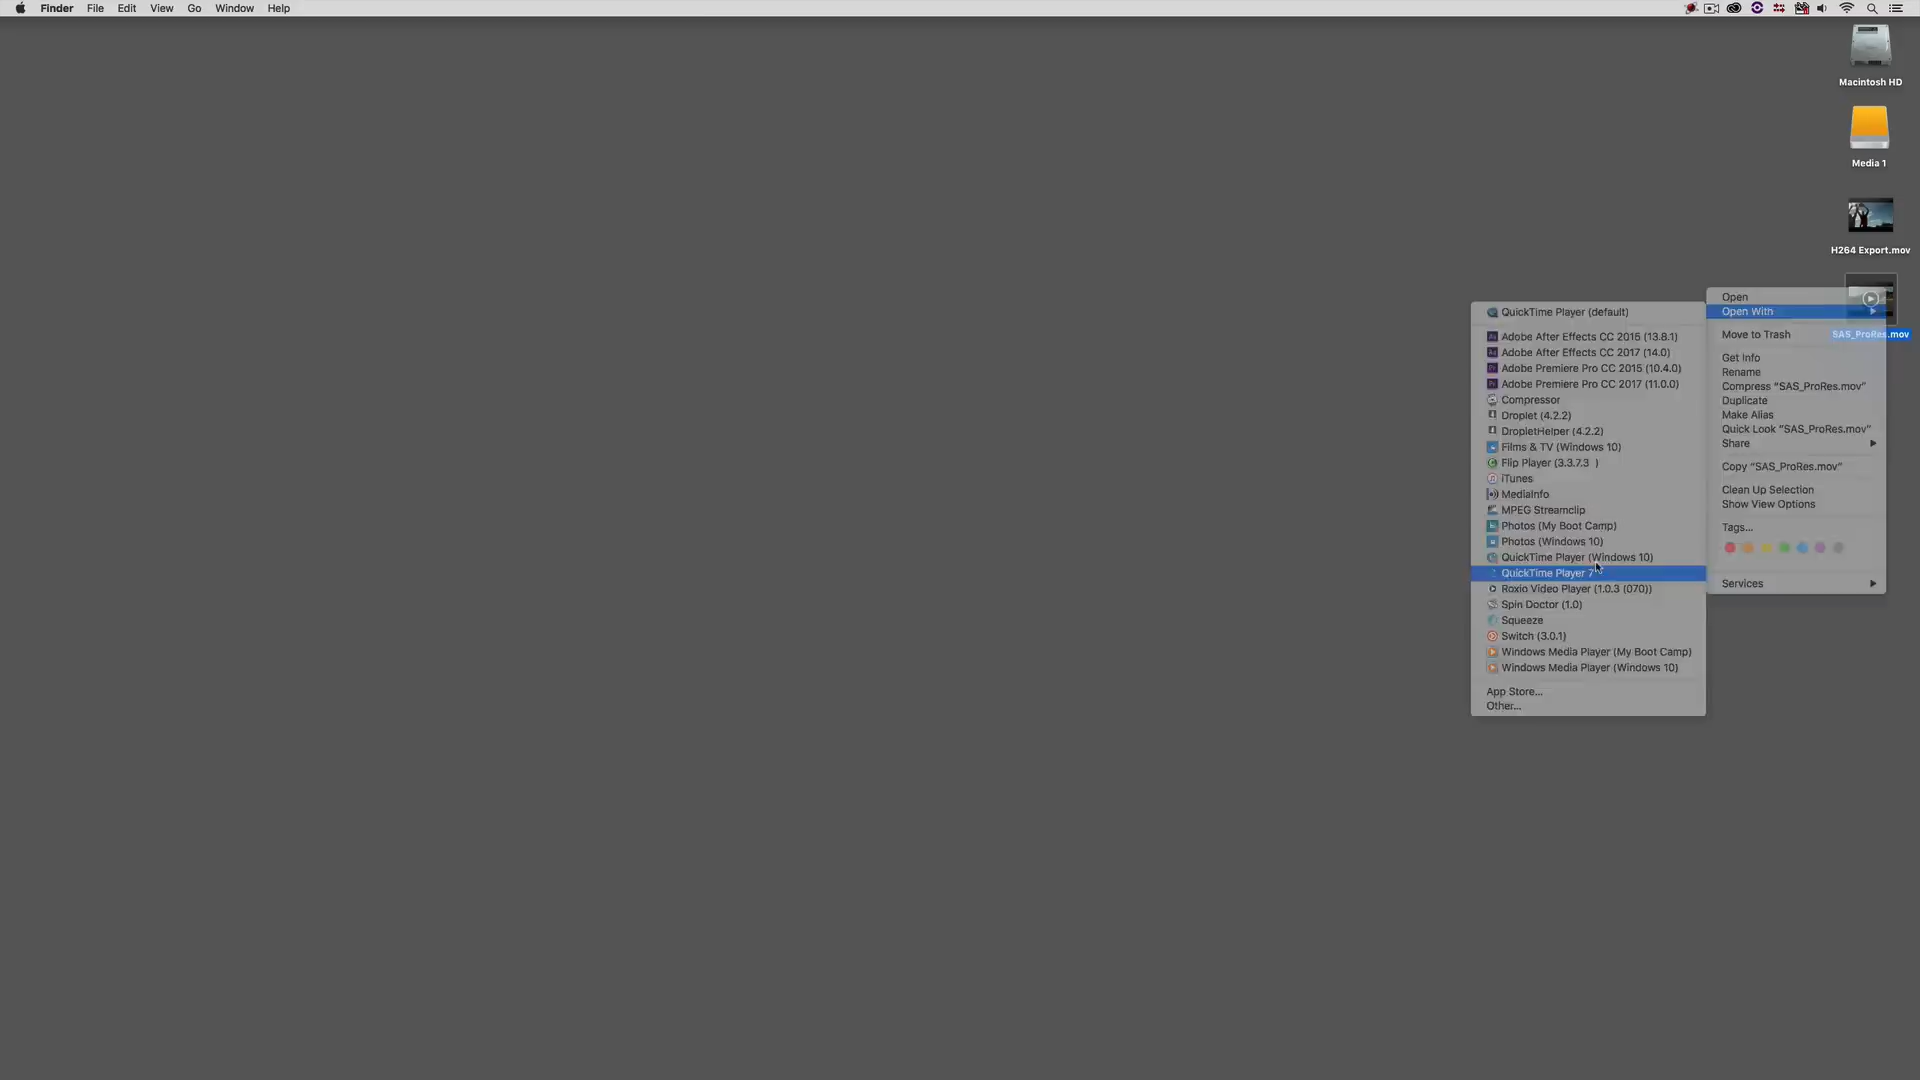 Finder File Edit View Go Window Help
Macintosh HD
Media 1
H264 Export.mov
SAS_ProRes.mov
Open
Open With
Move to Trash
Get Info
Rename
Compress "SAS_ProRes.mov"
Duplicate
Make Alias
Quick Look "SAS_ProRes.mov"
Share
Copy "SAS_ProRes.mov"
Clean Up Selection
Show View Options
Tags...
Services
QuickTime Player (default)
Adobe After Effects CC 2015 (13.8.1)
Adobe After Effects CC 2017 (14.0)
Adobe Premiere Pro CC 2015 (10.4.0)
Adobe Premiere Pro CC 2017 (11.0.0)
Compressor
Droplet (4.2.2)
DropletHelper (4.2.2)
Films & TV (Windows 10)
Flip Player (3.3.7.3 )
iTunes
MediaInfo
MPEG Streamclip
Photos (My Boot Camp)
Photos (Windows 10)
QuickTime Player (Windows 10)
QuickTime Player 7
Roxio Video Player (1.0.3 (070))
Spin Doctor (1.0)
Squeeze
Switch (3.0.1)
Windows Media Player (My Boot Camp)
Windows Media Player (Windows 10)
App Store...
Other...